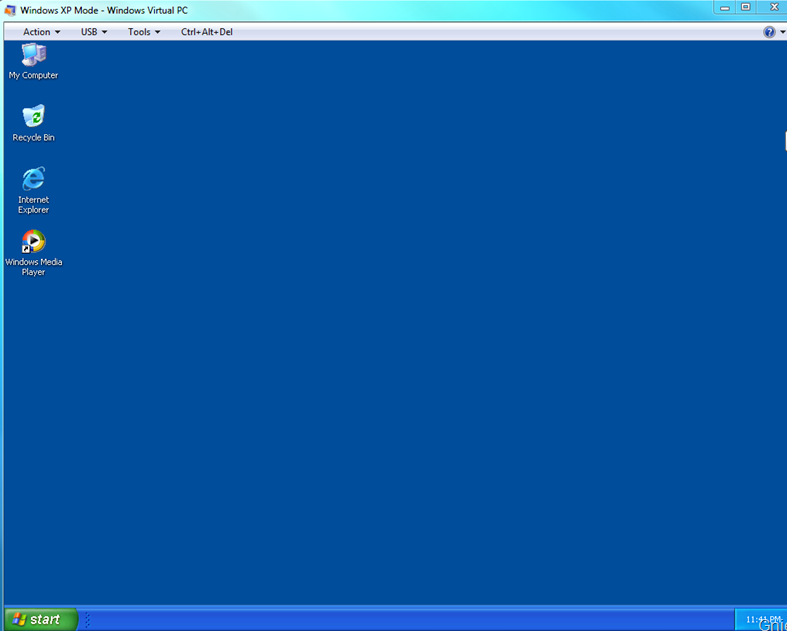 Windows XP Mode - Windows Virtual PC
Action USB Tools Ctrl+Alt+Del
My Computer
Recycle Bin
Internet
Explorer
Windows Media
Player
start